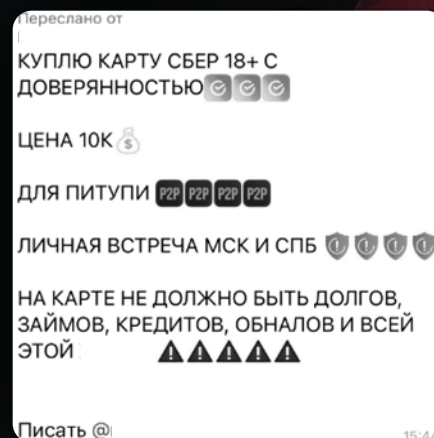 Переслано от
КУПЛЮ КАРТУ СБЕР 18+ С
ДОВЕРЯННОСТЬЮ
ЦЕНА 10К
ДЛЯ ПИТУПИ P2P P2P P2P P2P
ЛИЧНАЯ ВСТРЕЧА МСК И СПБ
НА КАРТЕ НЕ ДОЛЖНО БЫТЬ ДОЛГОВ,
ЗАЙМОВ, КРЕДИТОВ, ОБНАЛОВ И ВСЕЙ
ЭТОЙ
Писать @